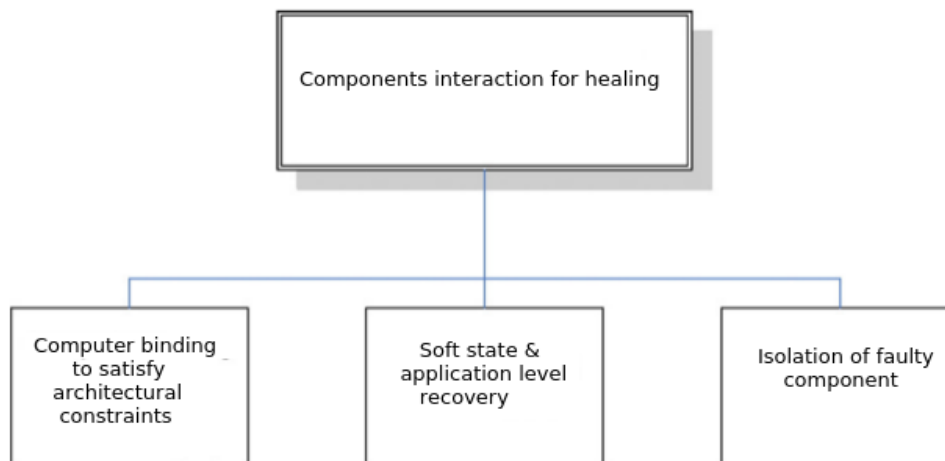 Components interaction for healing
Computer binding
to satisfy
architectural
constraints
Soft state &
application level
recovery
Isolation of faulty
component